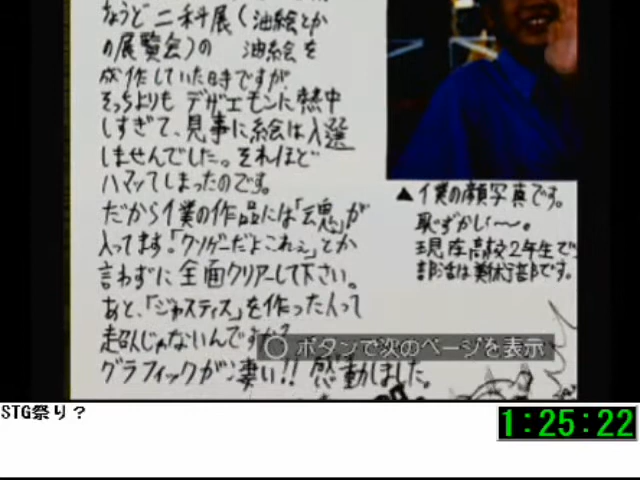 ちょうど二科展(油絵とか
の展覧会)の 油絵を
成作していた時ですが、
そっちよりも デザエモンに熱中
しすぎて、見事に絵は入選
しませんでした。それほど
ハマッてしまったのです。
だから僕の作品には「魂」が
入ってます!「クソゲーだよこれぇ」とか
言わずに全面クリアーして下さい。
あと、「ジャスティス」を作った人って
超人じゃないんですか?
グラフィックが凄い!! 感動しました。
▲僕の顔写真です。
恥ずかしい〜。
現在高校2年生で
部活は美術部です。
○ ボタンで次のページを表示
STG祭り?
1:25:22